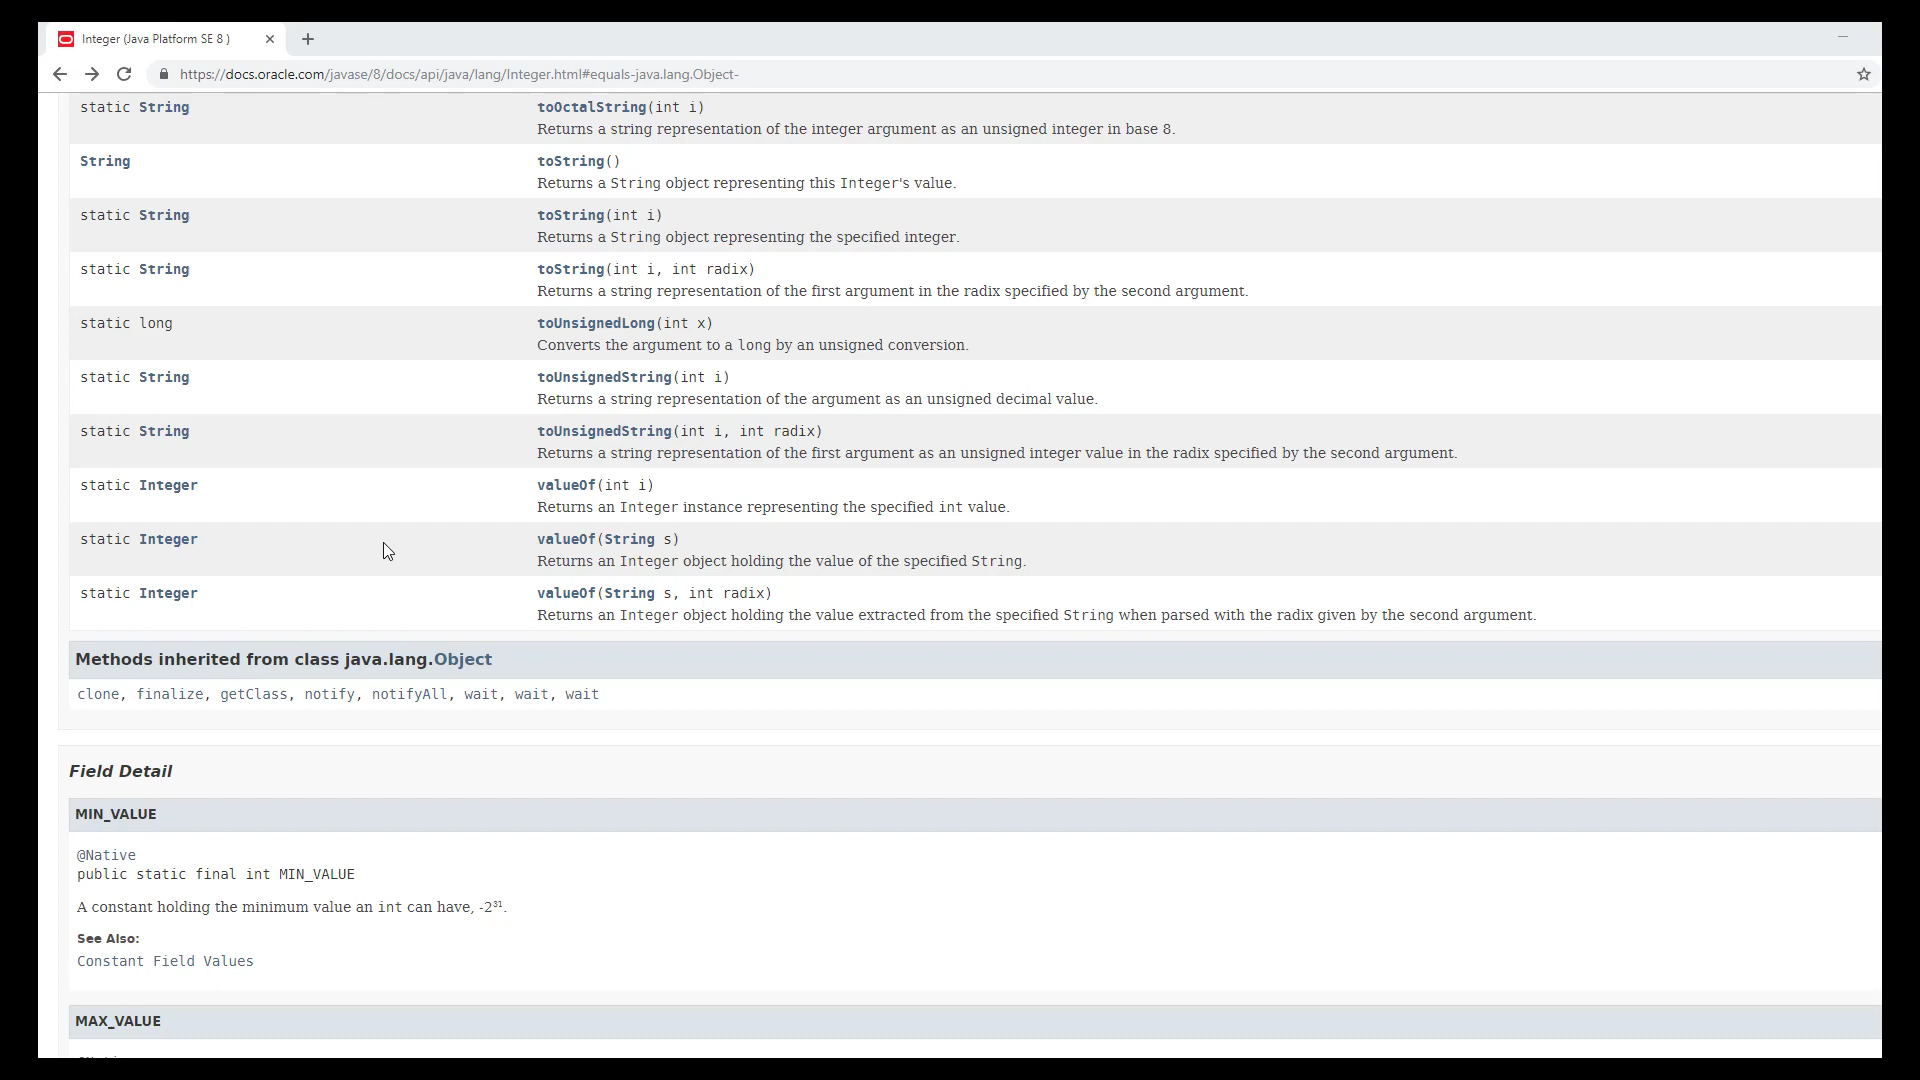 Integer (Java Platform SE 8 )
https://docs.oracle.com/javase/8/docs/api/java/lang/Integer.html#equals-java.lang.Object-
static String toOctalString(int i)
Returns a string representation of the integer argument as an unsigned integer in base 8.
String toString()
Returns a String object representing this Integer's value.
static String toString(int i)
Returns a String object representing the specified integer.
static String toString(int i, int radix)
Returns a string representation of the first argument in the radix specified by the second argument.
static long toUnsignedLong(int x)
Converts the argument to a long by an unsigned conversion.
static String toUnsignedString(int i)
Returns a string representation of the argument as an unsigned decimal value.
static String toUnsignedString(int i, int radix)
Returns a string representation of the first argument as an unsigned integer value in the radix specified by the second argument.
static Integer valueOf(int i)
Returns an Integer instance representing the specified int value.
static Integer valueOf(String s)
Returns an Integer object holding the value of the specified String.
static Integer valueOf(String s, int radix)
Returns an Integer object holding the value extracted from the specified String when parsed with the radix given by the second argument.
Methods inherited from class java.lang.Object
clone, finalize, getClass, notify, notifyAll, wait, wait, wait
Field Detail
MIN_VALUE
@Native
public static final int MIN_VALUE
A constant holding the minimum value an int can have, -2³¹.
See Also:
Constant Field Values
MAX_VALUE